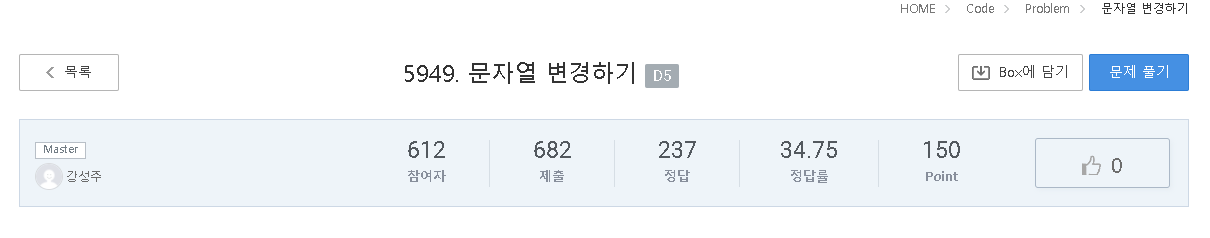 HOME > Code > Problem > 문자열 변경하기
목록
5949. 문자열 변경하기 D5
Box에 담기
문제 풀기
Master
강성주
612 682 237 34.75 150
참여자 제출 정답 정답률 Point
0